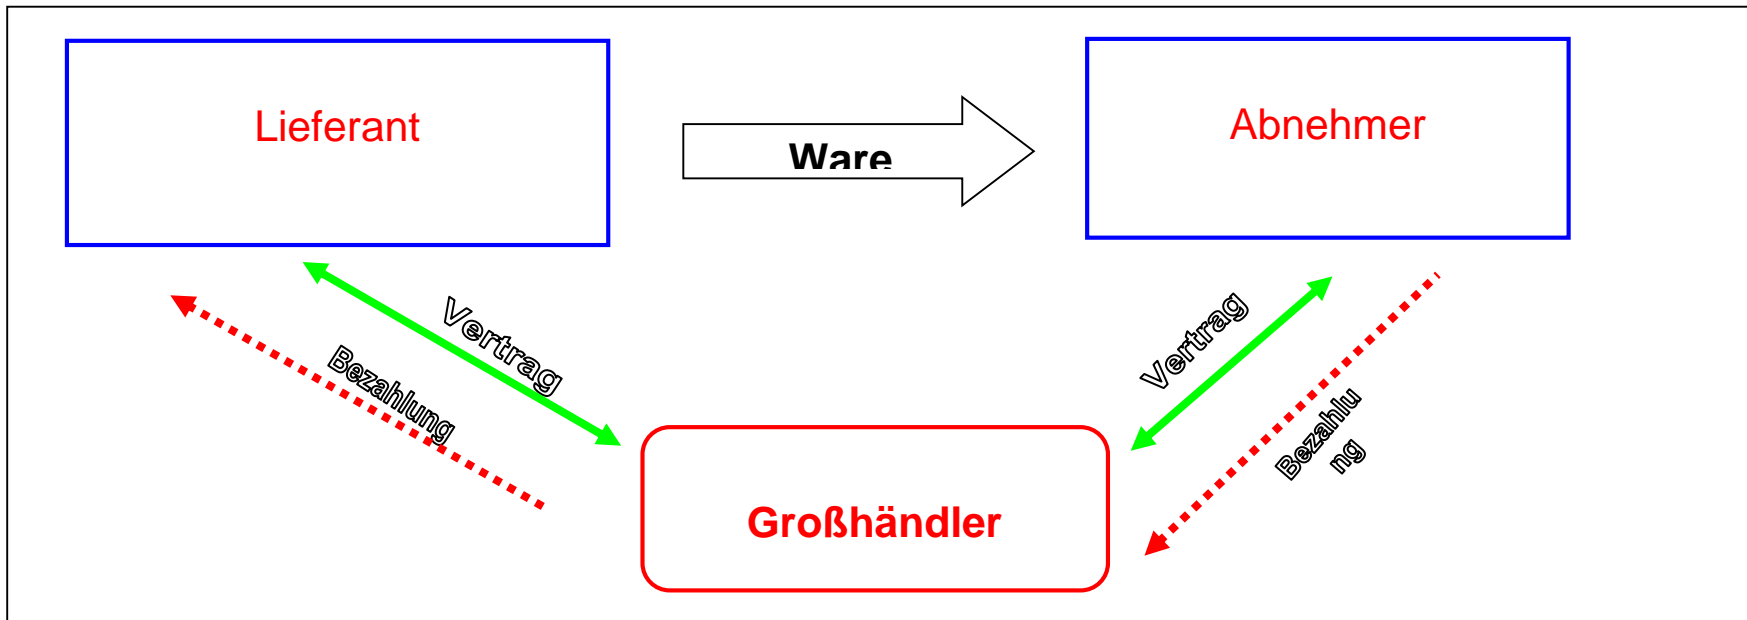 Lieferant
Ware
Abnehmer
Vertrag
Bezahlung
Vertrag
Bezahlu
ng
Großhändler